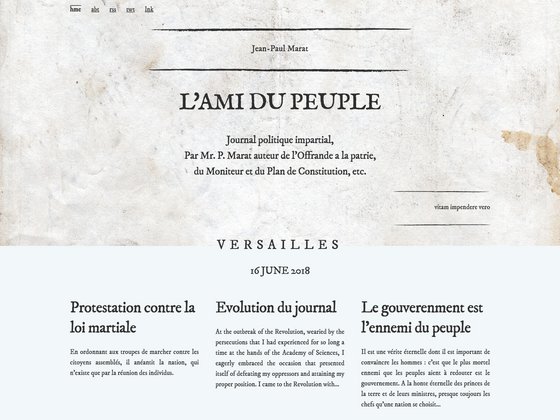 hme abt rss tws lnk
Jean-Paul Marat
L'AMI DU PEUPLE
Journal politique impartial,
Par Mr. P. Marat auteur de l'Offrande a la patrie,
du Moniteur et du Plan de Constitution, etc.
vitam impendere vero
VERSAILLES
16 JUNE 2018
Protestation contre la
loi martiale
En ordonnant aux troupes de marcher contre les
citoyens assemblés, il anéantit la nation, qui
n'existe que par la réunion des individus.
Evolution du journal
At the outbreak of the Revolution, wearied by the
persecutions that I had experienced for so long a
time at the hands of the Academy of Sciences, I
eagerly embraced the occasion that presented
itself of defeating my oppressors and attaining my
proper position. I came to the Revolution with...
Le gouverenment est
l'ennemi du peuple
Il est une vérite éternelle dont il est important de
convaincre les hommes : c'est que le plus mortel
ennemi que les peuples aient à redouter est le
gouvernement. A la honte éternelle des princes de
la terre et de leurs ministres, presque toujours les
chefs qu'une nation se choisit...